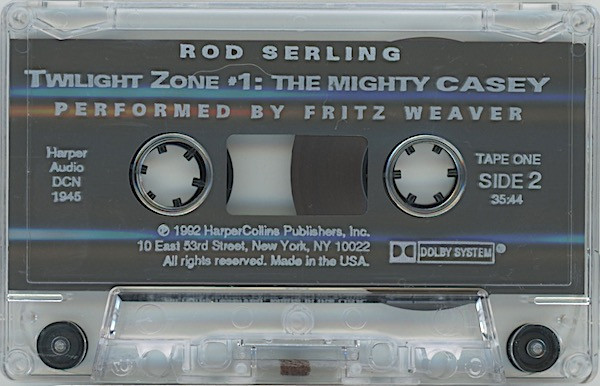 ROD SERLING
TWILIGHT ZONE #1: THE MIGHTY CASEY
PERFORMED BY FRITZ WEAVER
Harper
Audio
DCN
1945
TAPE ONE
SIDE 2
35:44
℗ 1992 HarperCollins Publishers, Inc.
10 East 53rd Street, New York, NY 10022
All rights reserved. Made in the USA.
DOLBY SYSTEM®